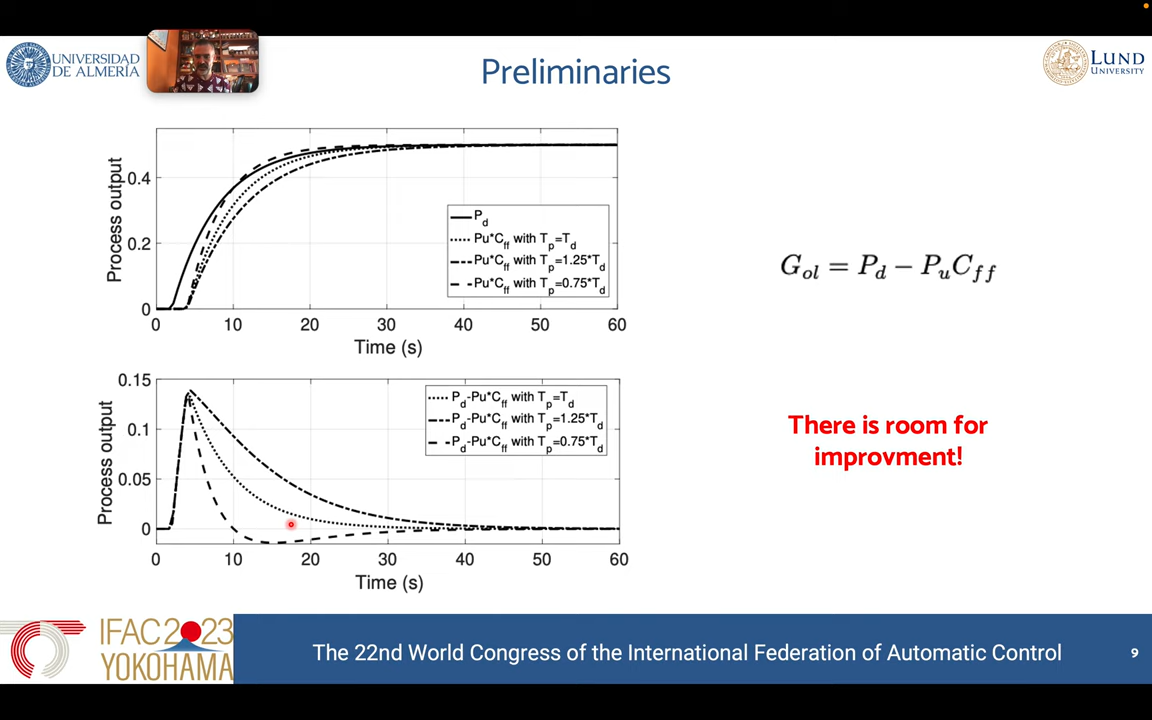 UNIVERSIDAD
DE ALMERÍA
Preliminaries
LUND
UNIVERSITY
Process output
0.4
0.2
0
P_d
Pu*C_ff with T_p=T_d
Pu*C_ff with T_p=1.25*T_d
Pu*C_ff with T_p=0.75*T_d
0 10 20 30 40 50 60
Time (s)
G_ol = P_d − P_u C_ff
Process output
0.15
0.1
0.05
0
P_d-Pu*C_ff with T_p=T_d
P_d-Pu*C_ff with T_p=1.25*T_d
P_d-Pu*C_ff with T_p=0.75*T_d
0 10 20 30 40 50 60
Time (s)
There is room for
improvment!
IFAC 2023
YOKOHAMA
The 22nd World Congress of the International Federation of Automatic Control
9